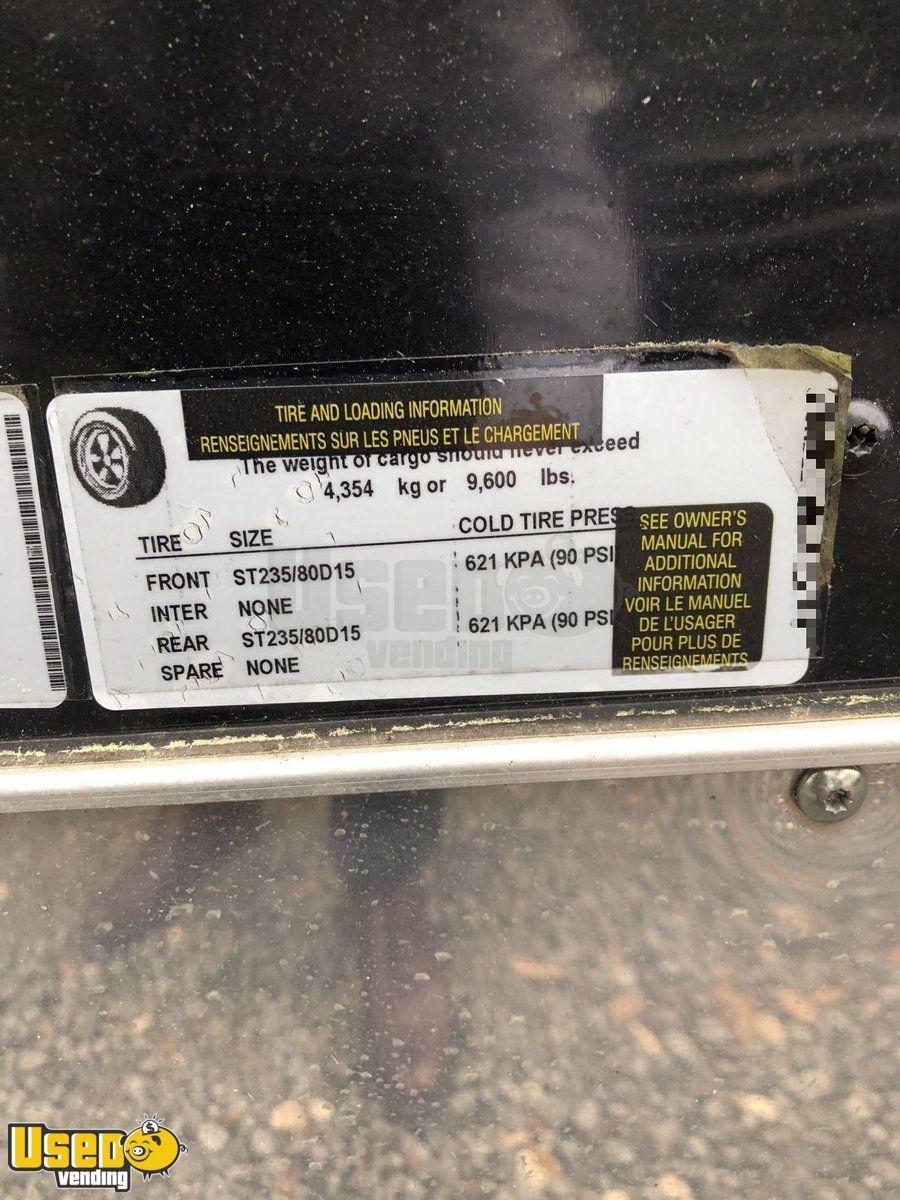 TIRE AND LOADING INFORMATION
RENSEIGNEMENTS SUR LES PNEUS ET LE CHARGEMENT
The weight of cargo should never exceed
4,354 kg or 9,600 lbs.
TIRE SIZE COLD TIRE PRES
FRONT ST235/80D15 621 KPA (90 PSI
INTER NONE
REAR ST235/80D15 621 KPA (90 PSI
SPARE NONE
SEE OWNER'S
MANUAL FOR
ADDITIONAL
INFORMATION
VOIR LE MANUEL
DE L'USAGER
POUR PLUS DE
RENSEIGNEMENTS
USED
vending
USED
vending